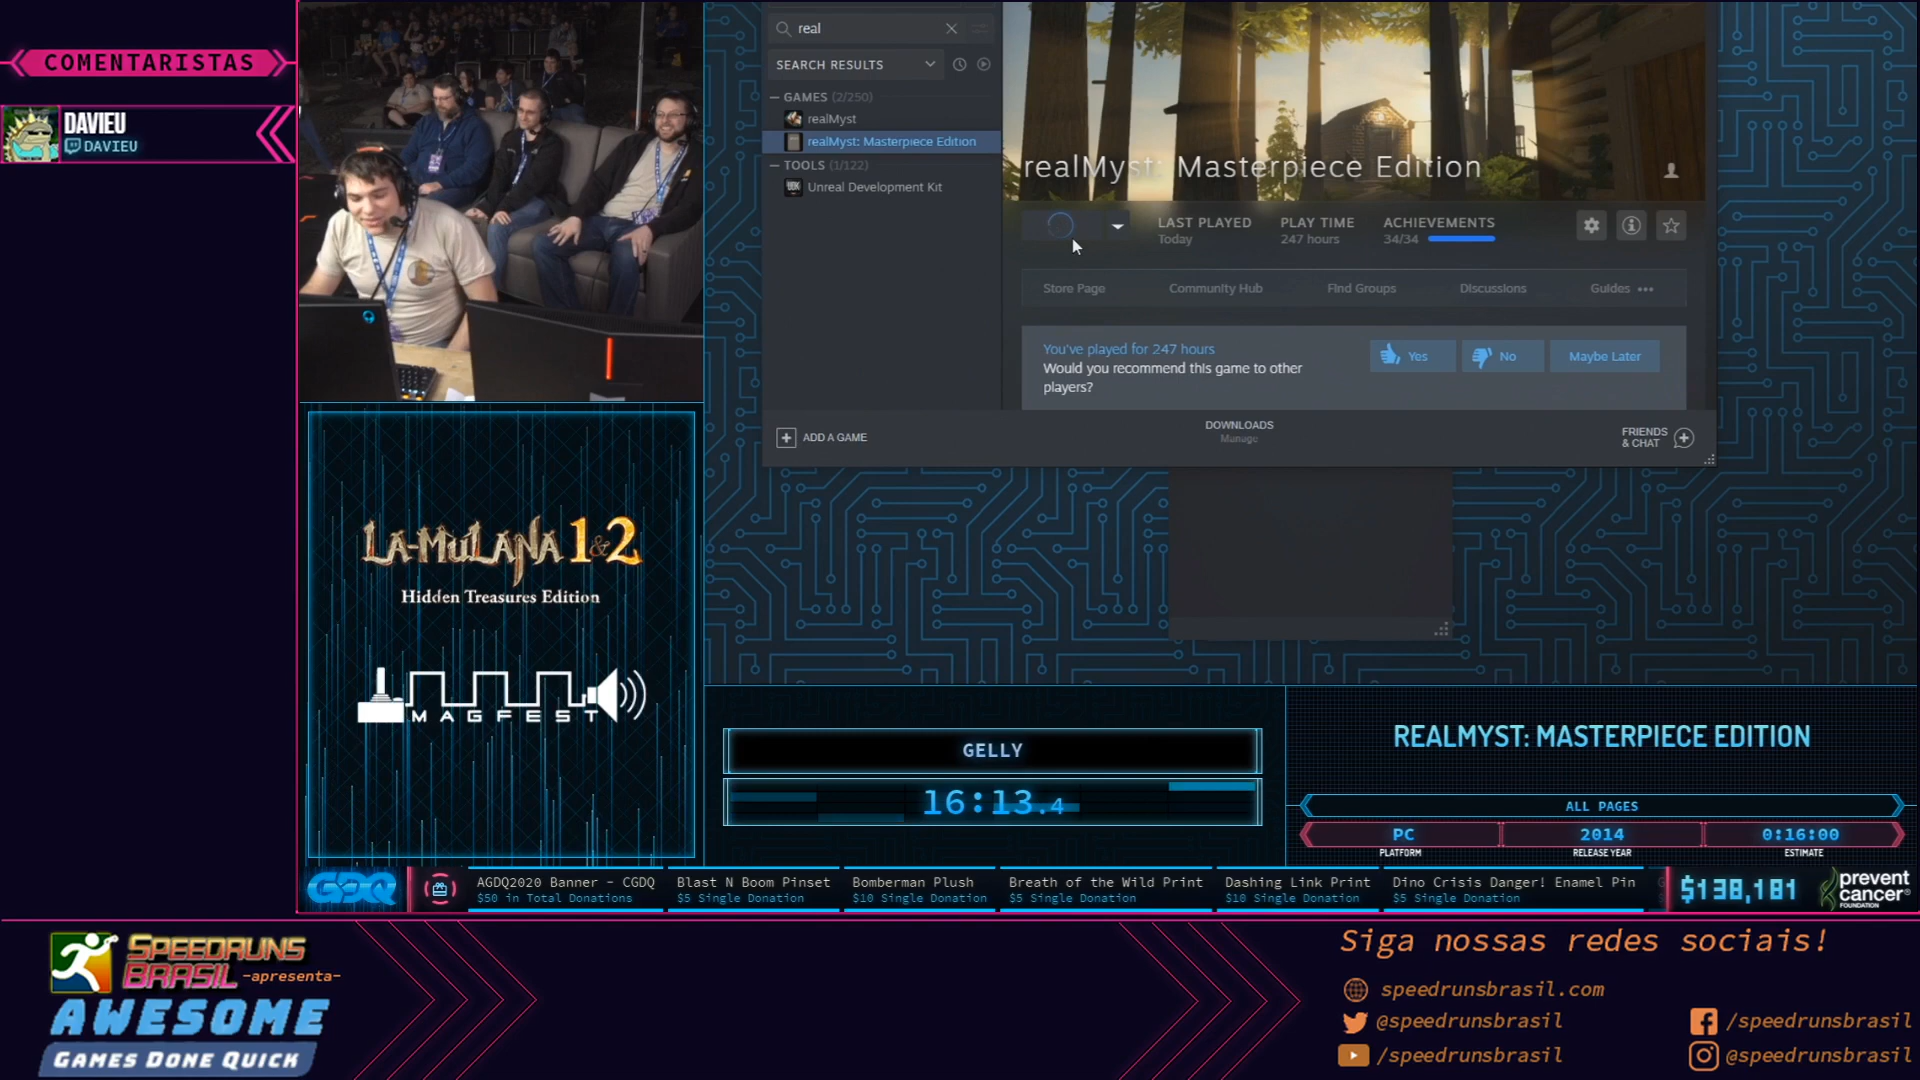 COMENTARISTAS
DAVIEU
DAVIEU
real
SEARCH RESULTS
GAMES (2/250)
realMyst
realMyst: Masterpiece Edition
TOOLS (1/122)
Unreal Development Kit
ADD A GAME
realMyst: Masterpiece Edition
LAST PLAYED
Today
PLAY TIME
247 hours
ACHIEVEMENTS
34/34
Store Page
Community Hub
Find Groups
Discussions
Guides
You've played for 247 hours
Would you recommend this game to other
players?
Yes
No
Maybe Later
DOWNLOADS
Manage
FRIENDS
& CHAT
LA-MULANA 1&2
Hidden Treasures Edition
MAGFEST
GELLY
16:13.4
REALMYST: MASTERPIECE EDITION
ALL PAGES
PC
PLATFORM
2014
RELEASE YEAR
0:16:00
ESTIMATE
GDQ
AGDQ2020 Banner - CGDQ
$50 in Total Donations
Blast N Boom Pinset
$5 Single Donation
Bomberman Plush
$10 Single Donation
Breath of the Wild Print
$5 Single Donation
Dashing Link Print
$10 Single Donation
Dino Crisis Danger! Enamel Pin
$5 Single Donation
$138,181
prevent
cancer
FOUNDATION
SPEEDRUNS
BRASIL
-apresenta-
AWESOME
GAMES DONE QUICK
Siga nossas redes sociais!
speedrunsbrasil.com
@speedrunsbrasil
/speedrunsbrasil
/speedrunsbrasil
@speedrunsbrasil